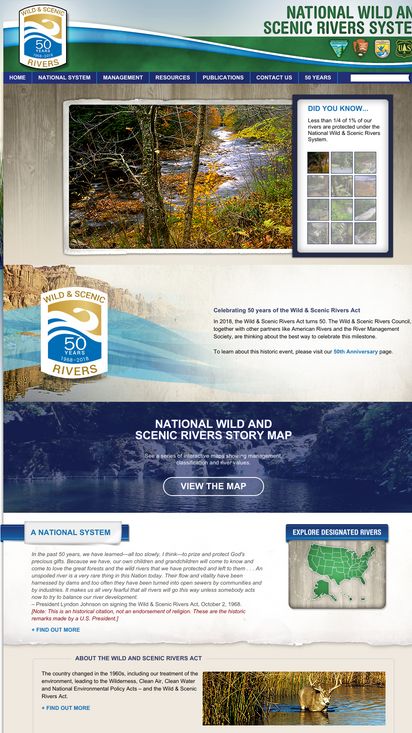 NATIONAL WILD AN
SCENIC RIVERS SYSTE
WILD & SCENIC
50
YEARS
1968-2018
RIVERS
HOME
NATIONAL SYSTEM
MANAGEMENT
RESOURCES
PUBLICATIONS
CONTACT US
50 YEARS
DID YOU KNOW...
Less than 1/4 of 1% of our
rivers are protected under the
National Wild & Scenic Rivers
System.
WILD & SCENIC
50
YEARS
1968-2018
RIVERS
Celebrating 50 years of the Wild & Scenic Rivers Act
In 2018, the Wild & Scenic Rivers Act turns 50. The Wild & Scenic Rivers Council,
together with other partners like American Rivers and the River Management
Society, are thinking about the best way to celebrate this milestone.
To learn about this historic event, please visit our 50th Anniversary page.
NATIONAL WILD AND
SCENIC RIVERS STORY MAP
See a series of interactive maps showing management,
classification and river values.
VIEW THE MAP
A NATIONAL SYSTEM
In the past 50 years, we have learned—all too slowly, I think—to prize and protect God's
precious gifts. Because we have, our own children and grandchildren will come to know and
come to love the great forests and the wild rivers that we have protected and left to them . . . An
unspoiled river is a very rare thing in this Nation today. Their flow and vitality have been
harnessed by dams and too often they have been turned into open sewers by communities and
by industries. It makes us all very fearful that all rivers will go this way unless somebody acts
now to try to balance our river development.
– President Lyndon Johnson on signing the Wild & Scenic Rivers Act, October 2, 1968.
[Note: This is an historical citation, not an endorsement of religion. These are the historic
remarks made by a U.S. President.]
+ FIND OUT MORE
EXPLORE DESIGNATED RIVERS
ABOUT THE WILD AND SCENIC RIVERS ACT
The country changed in the 1960s, including our treatment of the
environment, leading to the Wilderness, Clean Air, Clean Water
and National Environmental Policy Acts – and the Wild & Scenic
Rivers Act.
+ FIND OUT MORE